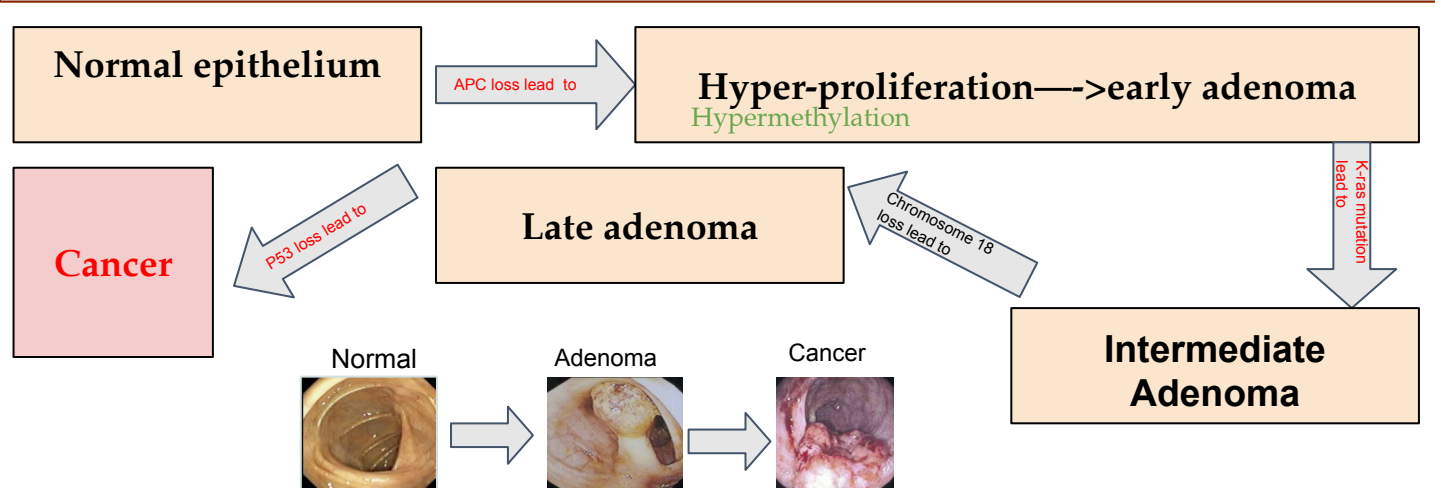 Normal epithelium
APC loss lead to
Hyper-proliferation—->early adenoma
Hypermethylation
K-ras mutation
lead to
Intermediate
Adenoma
Chromosome 18
loss lead to
Late adenoma
P53 loss lead to
Cancer
Normal
Adenoma
Cancer